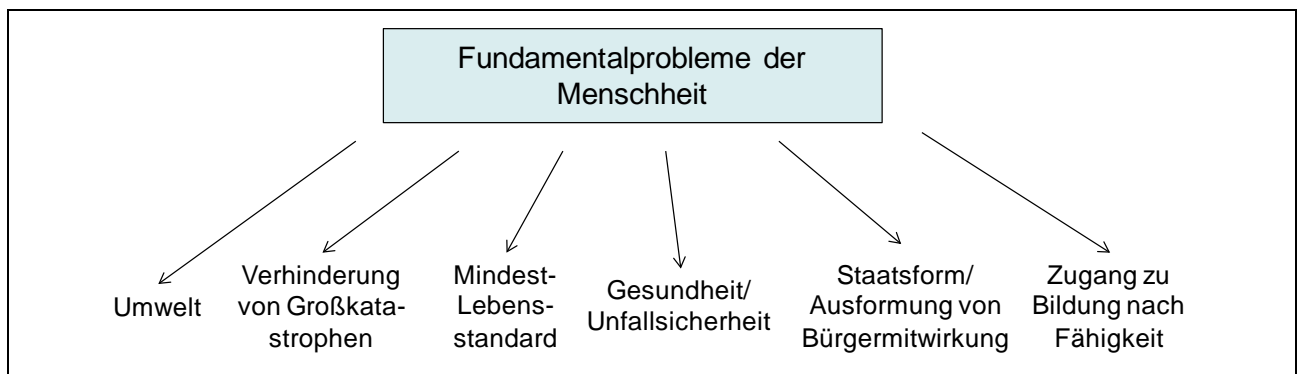 Fundamentalprobleme der
Menschheit
Umwelt
Verhinderung
von Großkata-
strophen
Mindest-
Lebens-
standard
Gesundheit/
Unfallsicherheit
Staatsform/
Ausformung von
Bürgermitwirkung
Zugang zu
Bildung nach
Fähigkeit